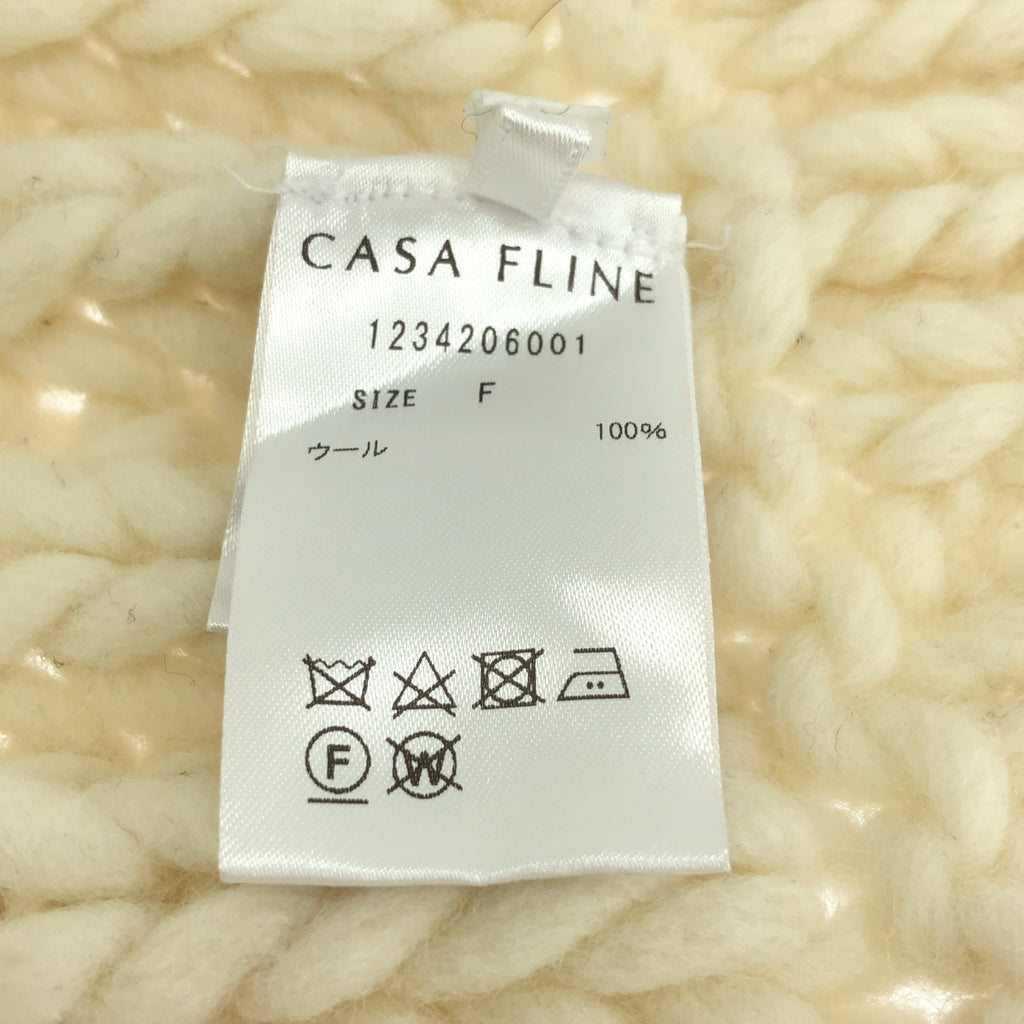 CASA FLINE
1234206001
SIZE F
ウール 100%
F W